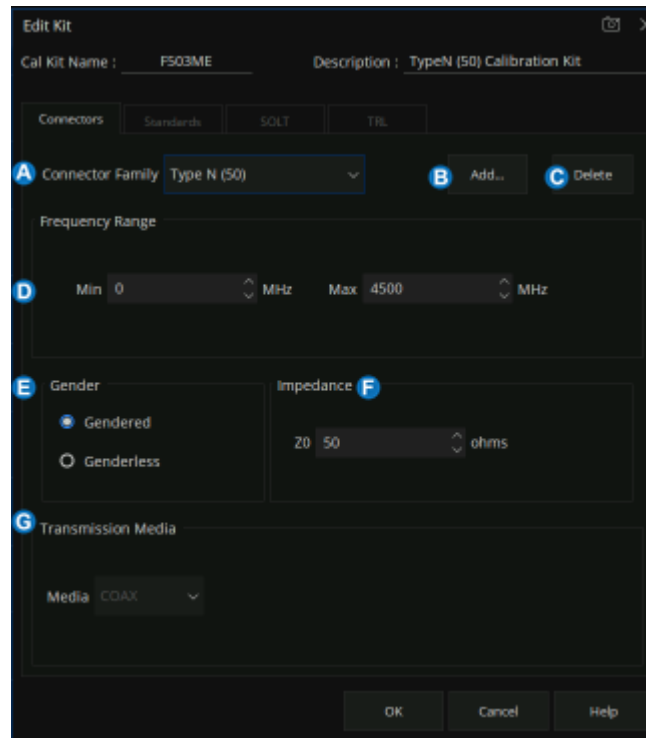 Edit Kit
Cal Kit Name : F503ME Description : TypeN (50) Calibration Kit
Connectors Standards SOLT TRL
A Connector Family Type N (50) B Add... C Delete
Frequency Range
D Min 0 MHz Max 4500 MHz
E Gender Impedance F
Gendered
Z0 50 ohms
Genderless
G Transmission Media
Media COAX
OK Cancel Help